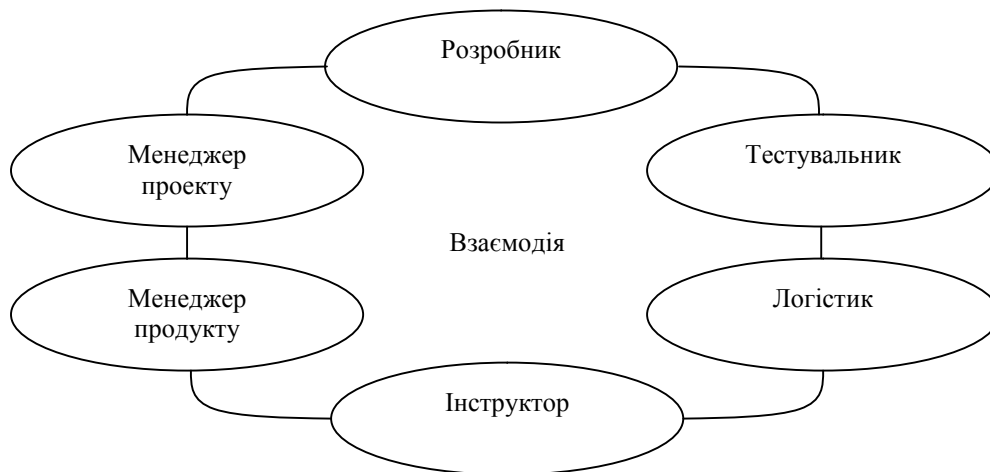 Розробник
Менеджер
проекту
Тестувальник
Взаємодія
Менеджер
продукту
Логістик
Інструктор